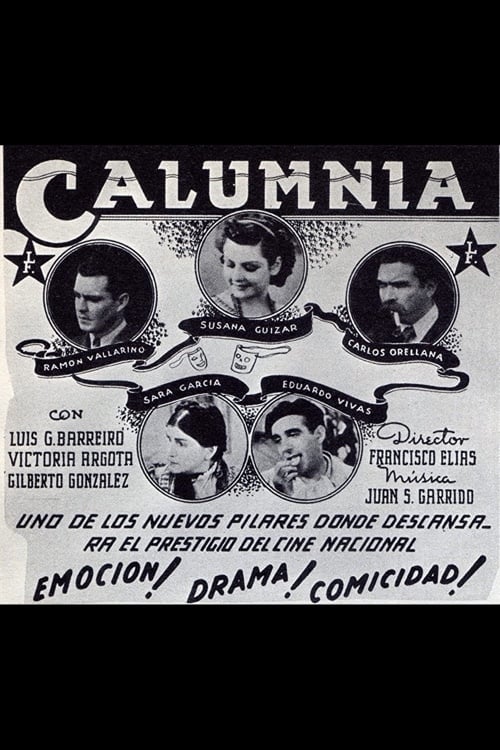 CALUMNIA
I.F.
I.F.
SUSANA GUIZAR
RAMON VALLARINO
CARLOS ORELLANA
SARA GARCIA
EDUARDO VIVAS
CON
LUIS G. BARREIRO
VICTORIA ARGOTA
GILBERTO GONZALEZ
Director
FRANCISCO ELIAS
Música
JUAN S. GARRIDO
UNO DE LOS NUEVOS PILARES DONDE DESCANSA_
RA EL PRESTIGIO DEL CINE NACIONAL
EMOCION! DRAMA! COMICIDAD!